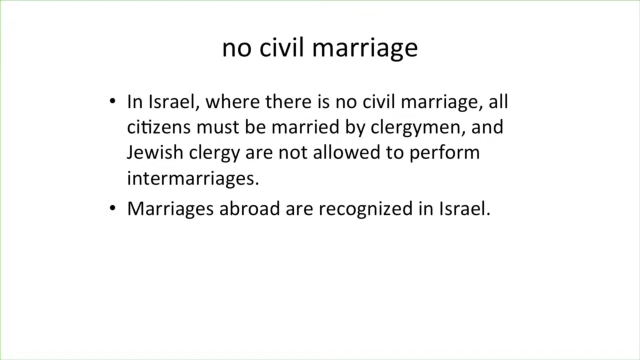 no civil marriage
• In Israel, where there is no civil marriage, all
citizens must be married by clergymen, and
Jewish clergy are not allowed to perform
intermarriages.
• Marriages abroad are recognized in Israel.